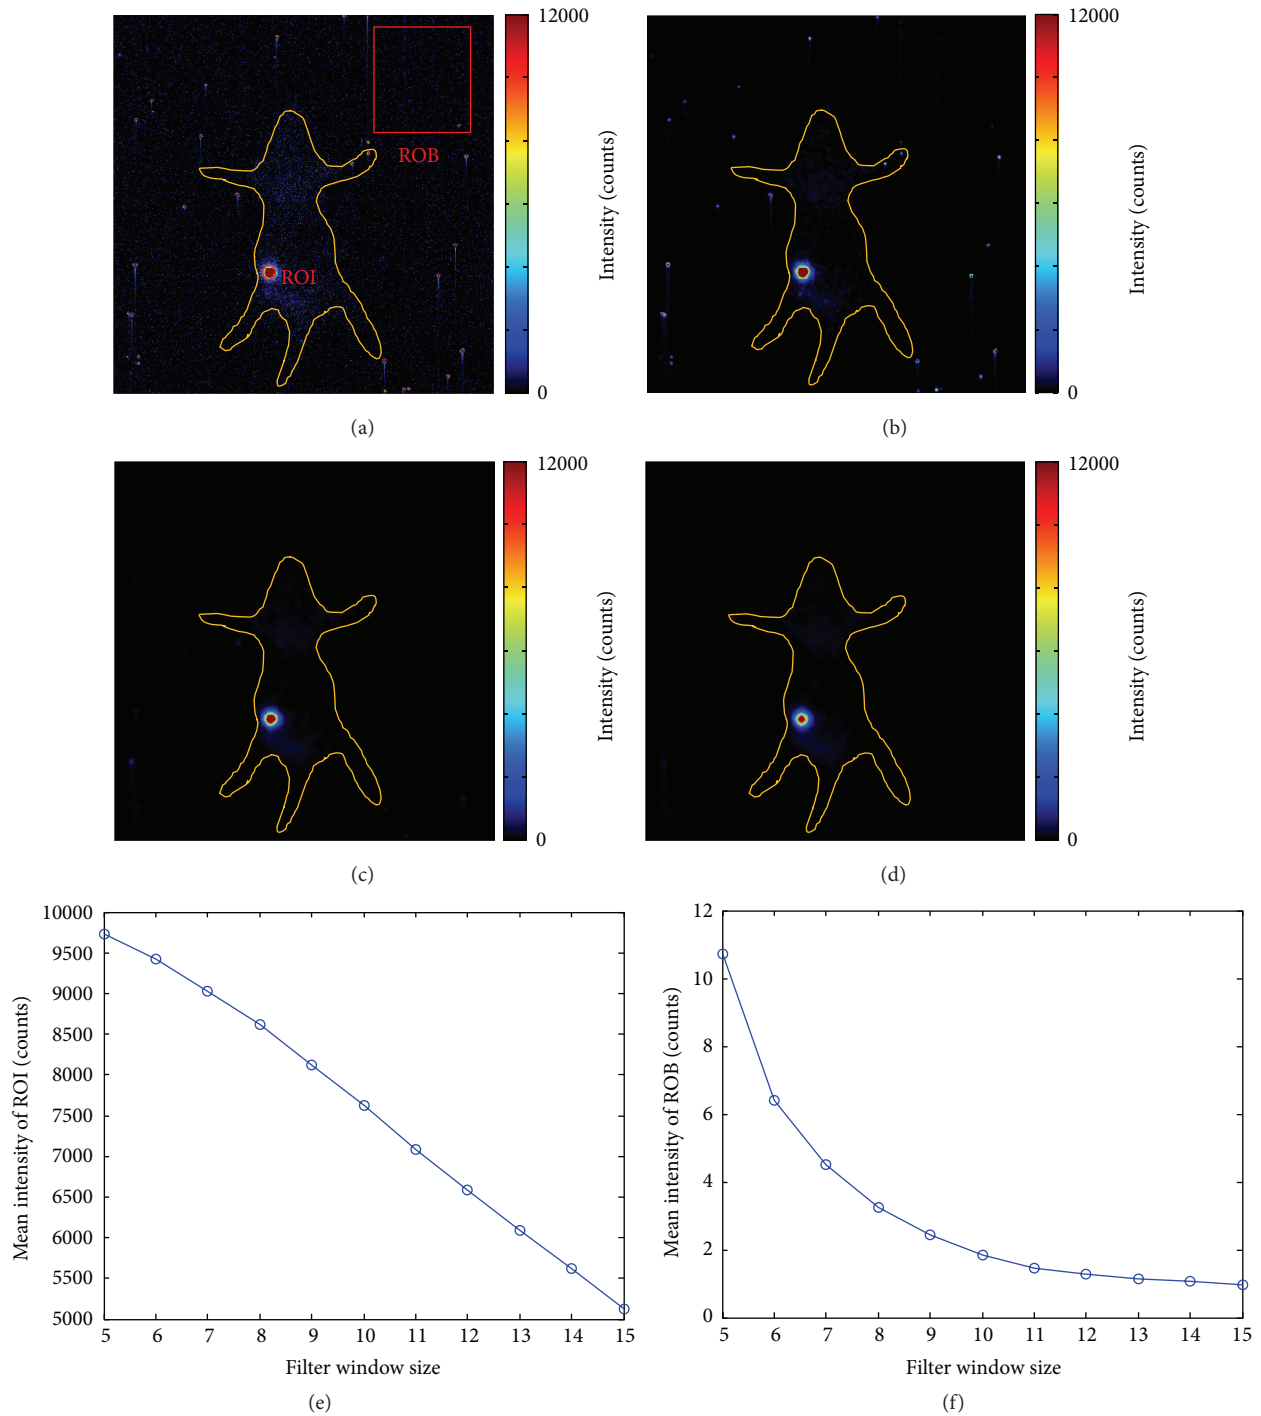 12000
ROB
ROI
Intensity (counts)
0
(a)
12000
Intensity (counts)
0
(b)
12000
Intensity (counts)
0
(c)
12000
Intensity (counts)
0
(d)
10000
9500
9000
8500
8000
7500
7000
6500
6000
5500
5000
Mean intensity of ROI (counts)
5 6 7 8 9 10 11 12 13 14 15
Filter window size
(e)
12
10
8
6
4
2
0
Mean intensity of ROB (counts)
5 6 7 8 9 10 11 12 13 14 15
Filter window size
(f)